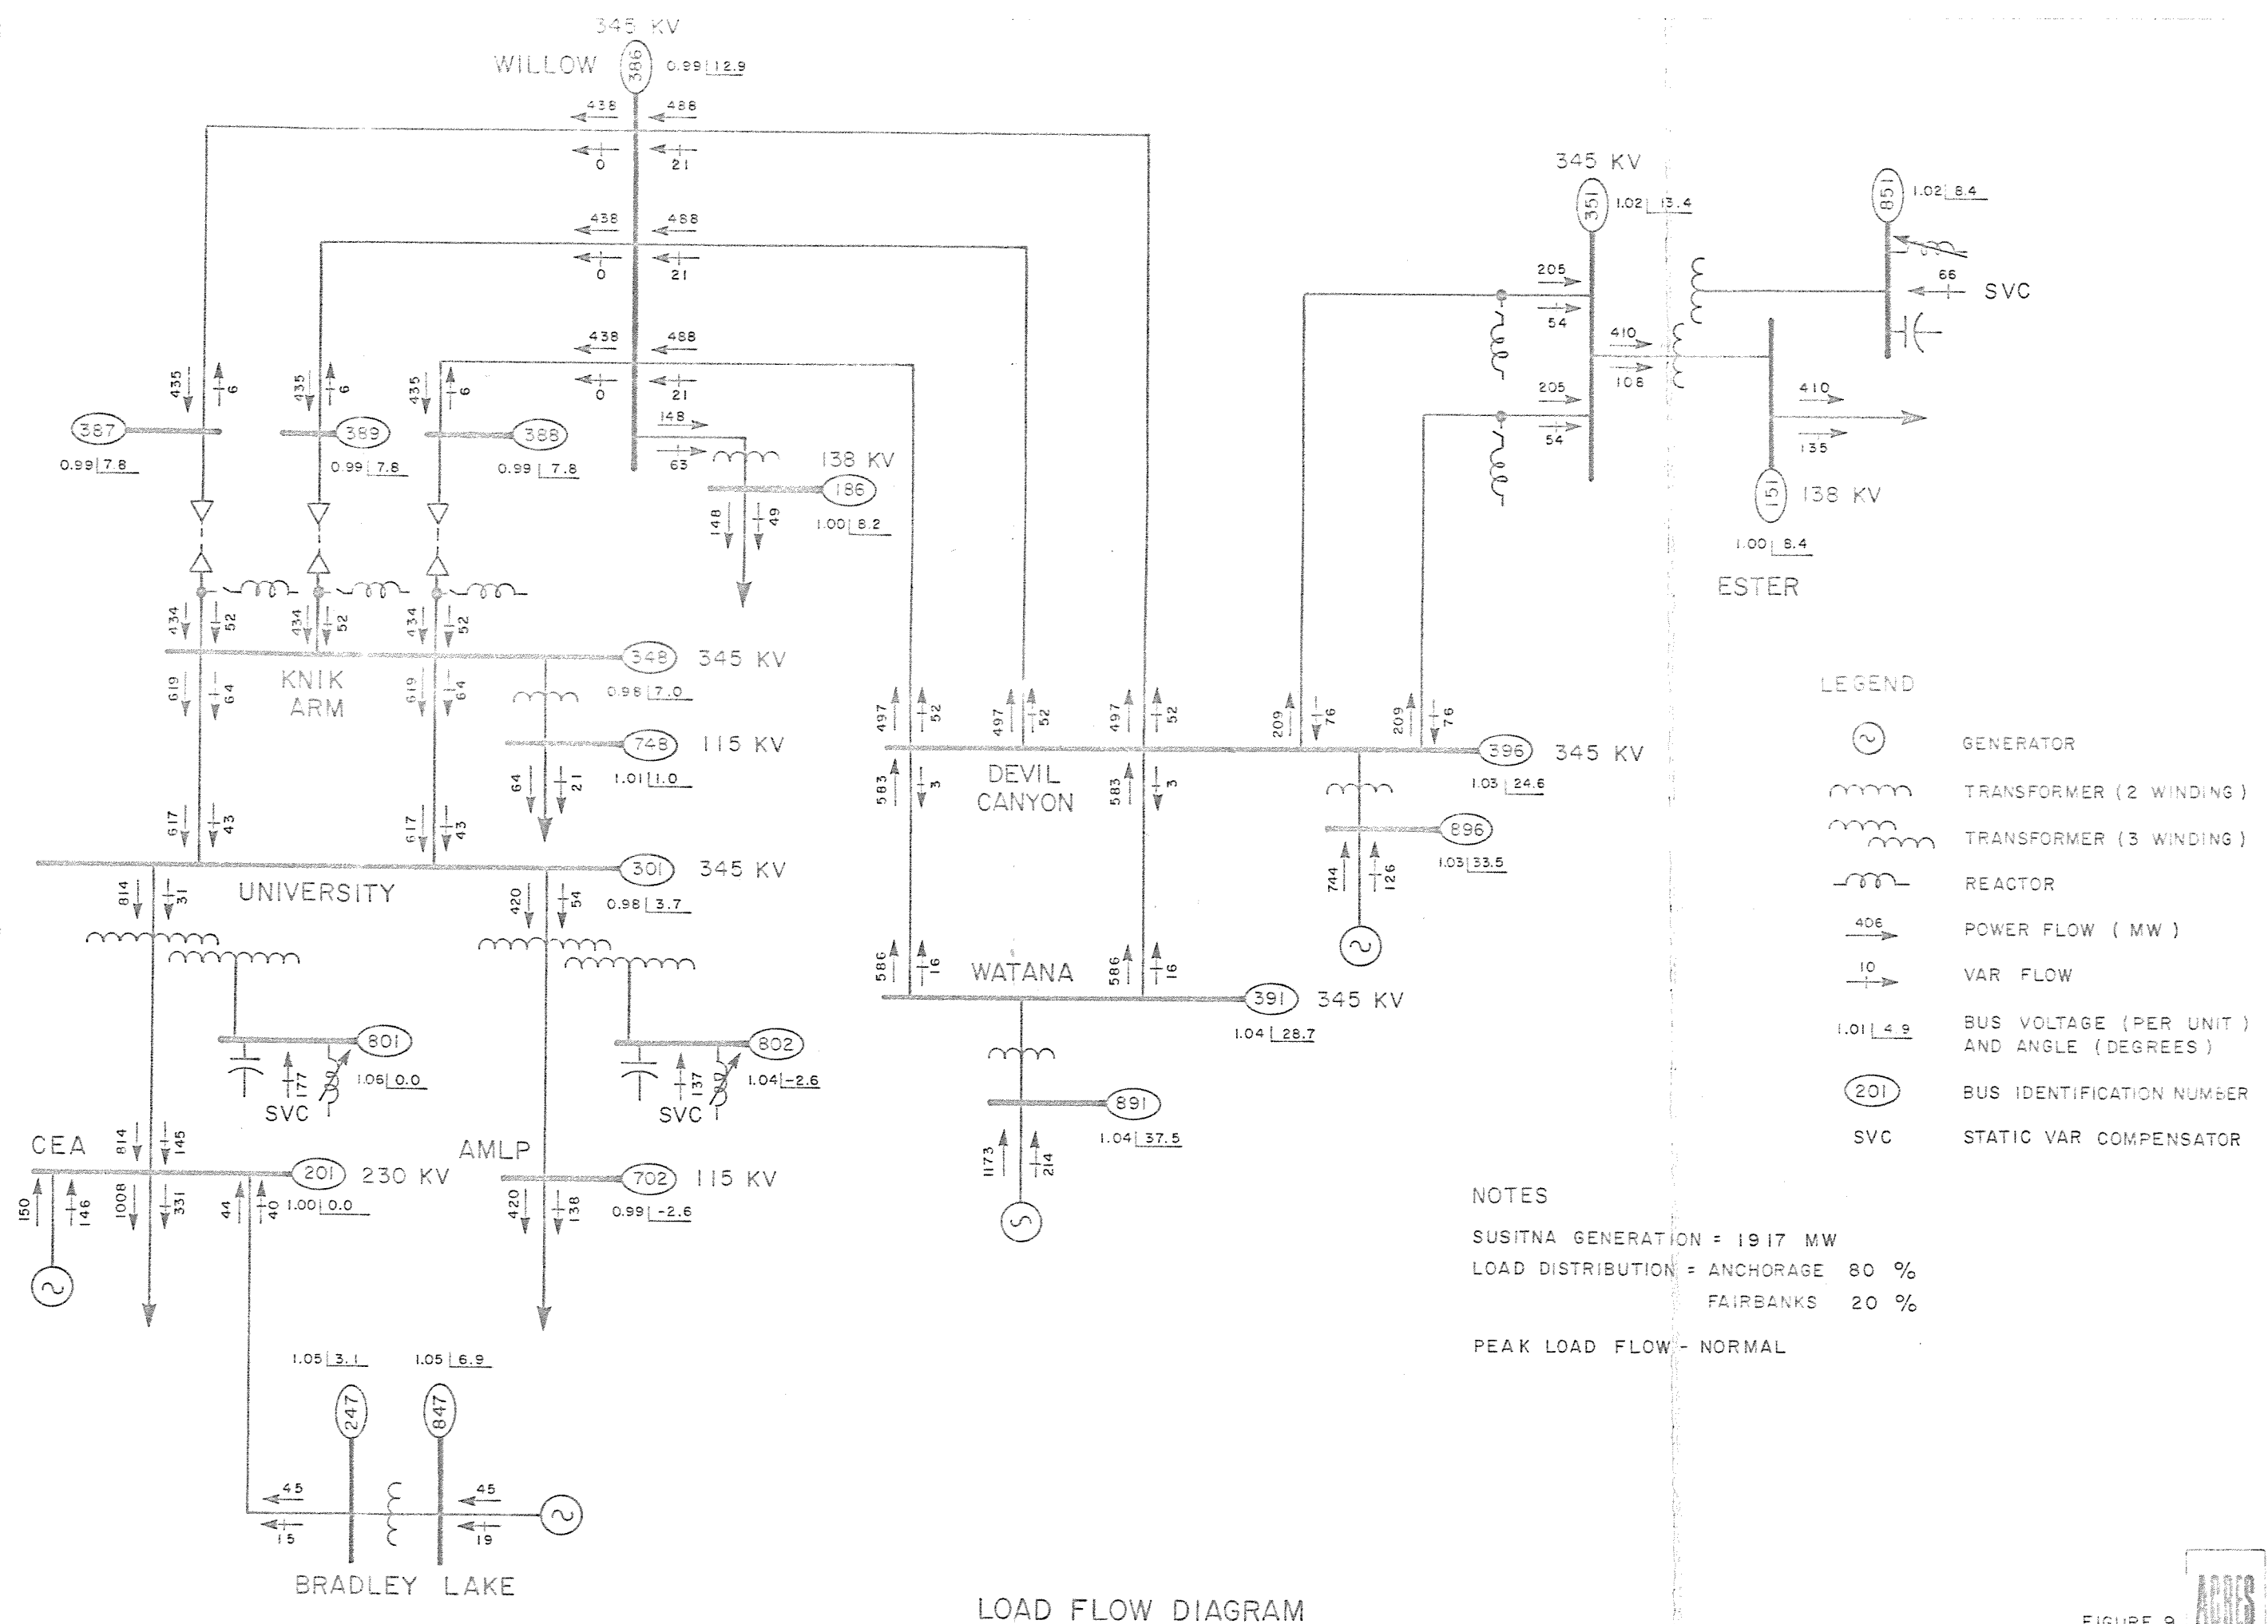 345 KV
WILLOW 386 0.99 12.9
438 488
0 21
438 488
0 21
438 488
0 21
148
63
435 6
435 6
435 6
387
389
388
0.99 7.8
0.99 7.8
0.99 7.8
138 KV
186
1.00 8.2
148 49
434 52
434 52
434 52
348 345 KV
KNIK
ARM
0.98 7.0
619 64
619 64
748 115 KV
1.01 1.0
64 21
617 43
617 43
301 345 KV
UNIVERSITY
0.98 3.7
814 31
420 54
801
1.06 0.0
177
SVC
802
1.04 -2.6
137
SVC
CEA
814 145
AMLP
201 230 KV
1.00 0.0
702 115 KV
0.99 -2.6
150 146
1008 331
44 40
420 138
1.05 3.1
1.05 6.9
247
847
45 45
15 19
BRADLEY LAKE
497 52
497 52
497 52
209 76
209 76
396 345 KV
1.03 24.6
DEVIL
CANYON
583 3
583 3
896
1.03 33.5
744 126
586 16
586 16
WATANA
391 345 KV
1.04 28.7
891
1.04 37.5
1173 214
345 KV
351 1.02 13.4
205
54
205
54
410
108
851 1.02 8.4
66
SVC
410
135
151 138 KV
1.00 8.4
ESTER
LEGEND
GENERATOR
TRANSFORMER (2 WINDING)
TRANSFORMER (3 WINDING)
REACTOR
406 POWER FLOW (MW)
10 VAR FLOW
1.01 4.9 BUS VOLTAGE (PER UNIT)
AND ANGLE (DEGREES)
201 BUS IDENTIFICATION NUMBER
SVC STATIC VAR COMPENSATOR
NOTES
SUSITNA GENERATION = 1917 MW
LOAD DISTRIBUTION = ANCHORAGE 80 %
FAIRBANKS 20 %
PEAK LOAD FLOW - NORMAL
LOAD FLOW DIAGRAM
FIGURE 9
ACRES